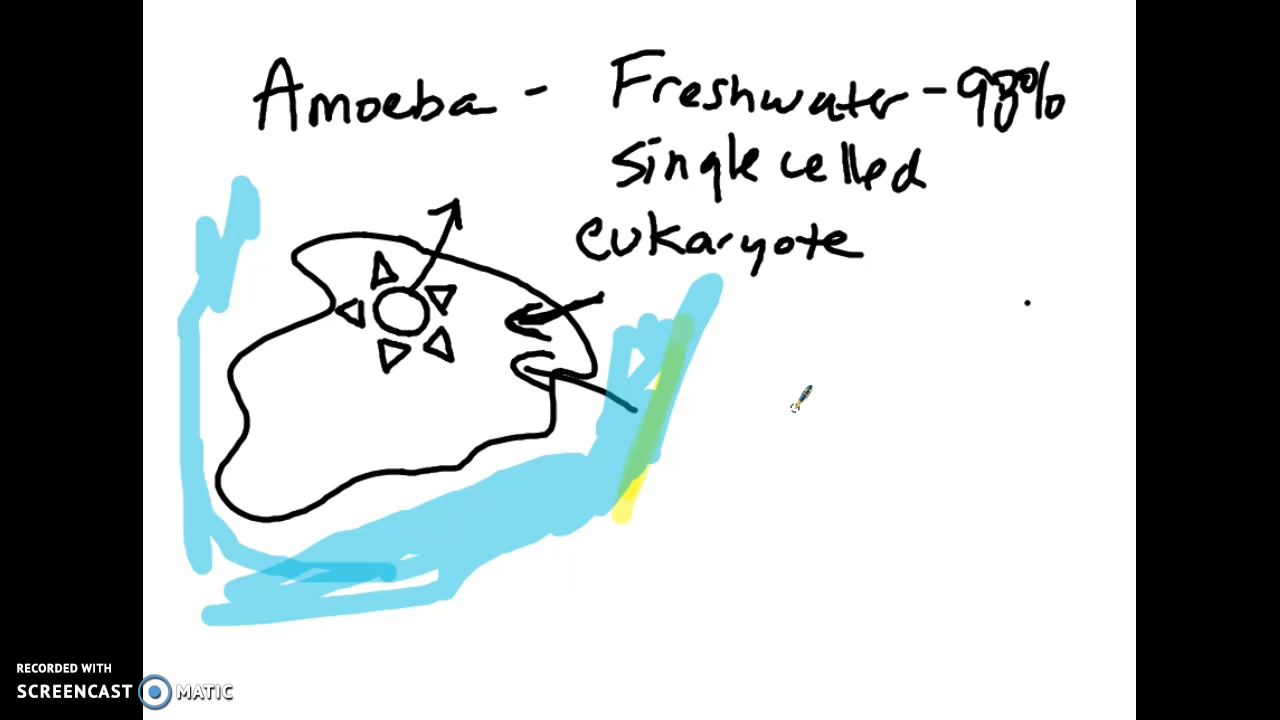 Amoeba - Freshwater - 98%
single celled
eukaryote
RECORDED WITH
SCREENCAST MATIC